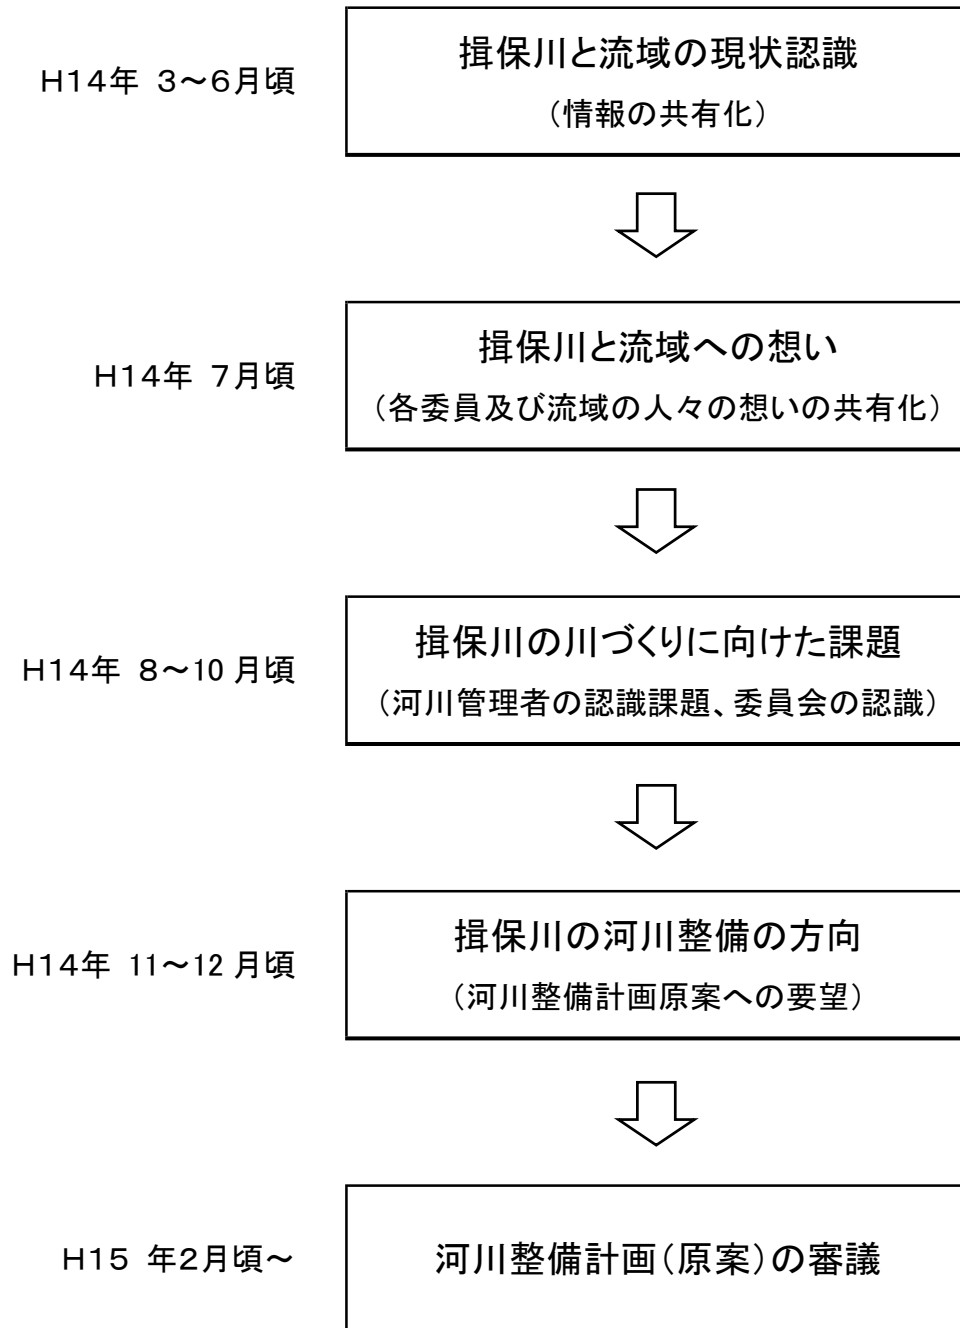 H14年 3～6月頃
揖保川と流域の現状認識
（情報の共有化）
H14年 7月頃
揖保川と流域への想い
（各委員及び流域の人々の想いの共有化）
H14年 8～10月頃
揖保川の川づくりに向けた課題
（河川管理者の認識課題、委員会の認識）
H14年 11～12月頃
揖保川の河川整備の方向
（河川整備計画原案への要望）
H15 年2月頃～
河川整備計画（原案）の審議